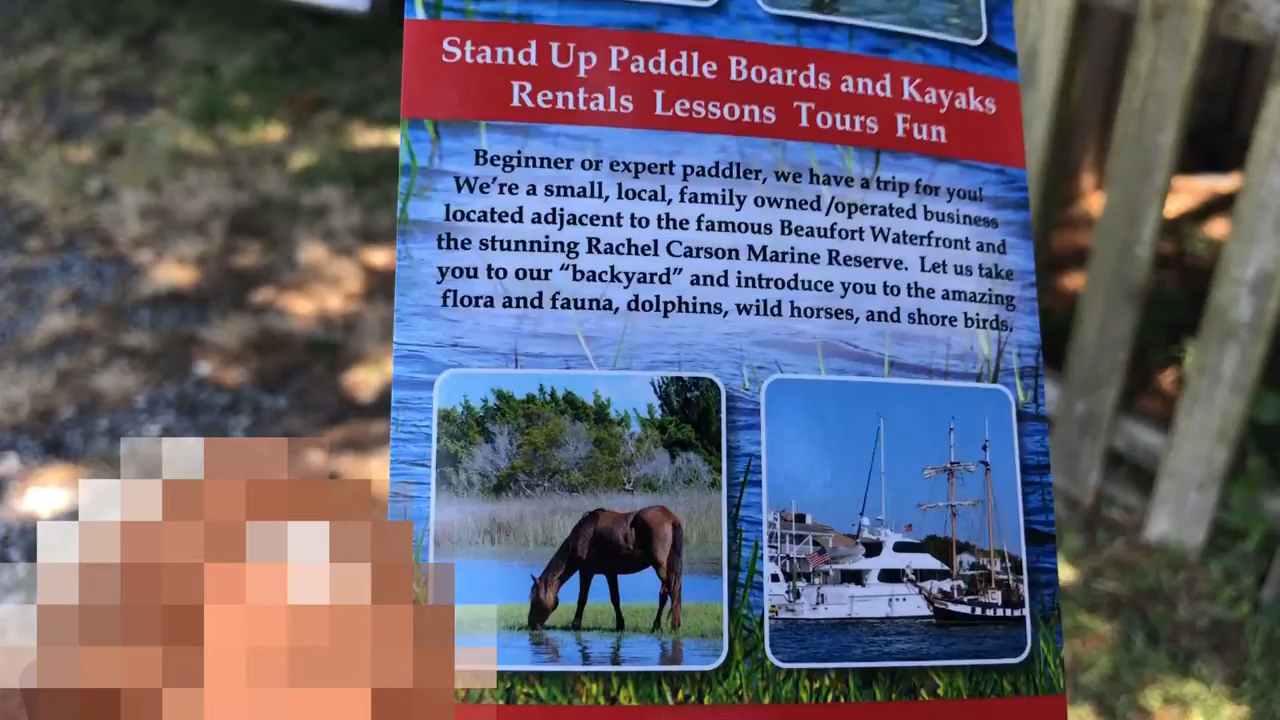 Stand Up Paddle Boards and Kayaks
Rentals Lessons Tours Fun
Beginner or expert paddler, we have a trip for you!
We're a small, local, family owned/operated business
located adjacent to the famous Beaufort Waterfront and
the stunning Rachel Carson Marine Reserve. Let us take
you to our “backyard” and introduce you to the amazing
flora and fauna, dolphins, wild horses, and shore birds.